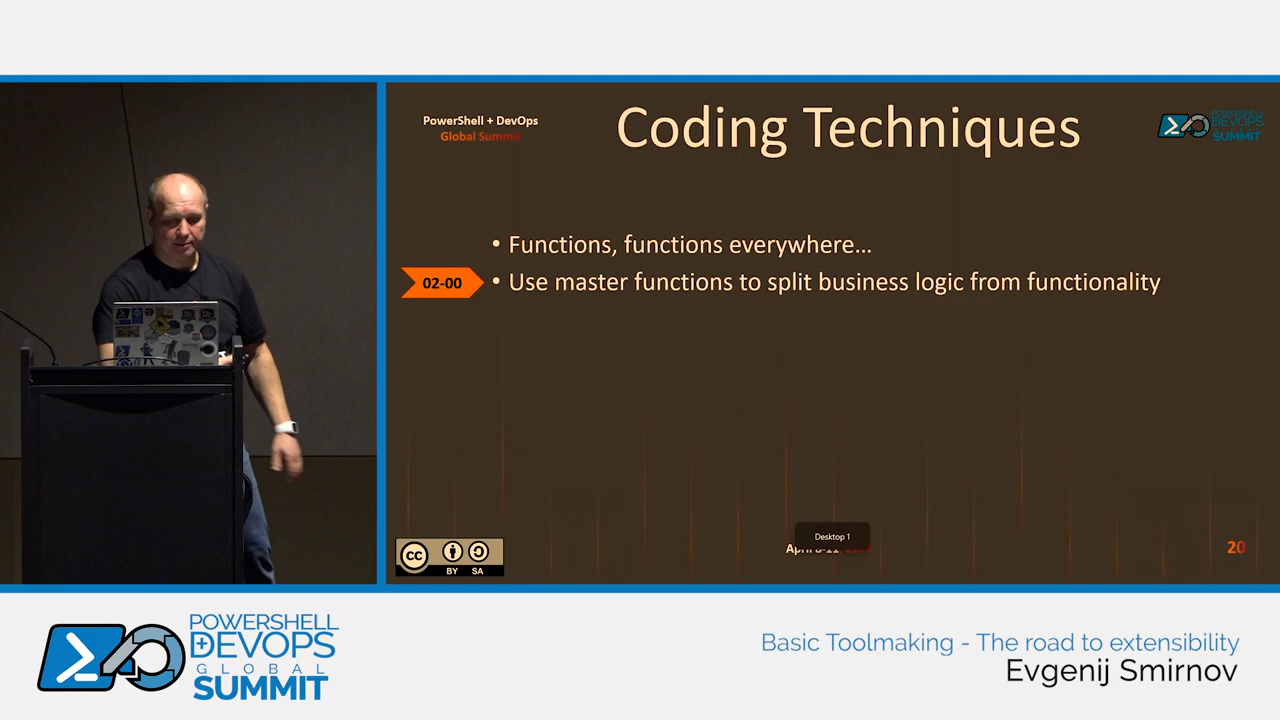 PowerShell + DevOps
Global Summit
Coding Techniques
POWERSHELL
DEVOPS
SUMMIT
• Functions, functions everywhere...
02-00
• Use master functions to split business logic from functionality
Desktop 1
20
CC
BY SA
POWERSHELL
+DEVOPS
GLOBAL
SUMMIT
Basic Toolmaking - The road to extensibility
Evgenij Smirnov